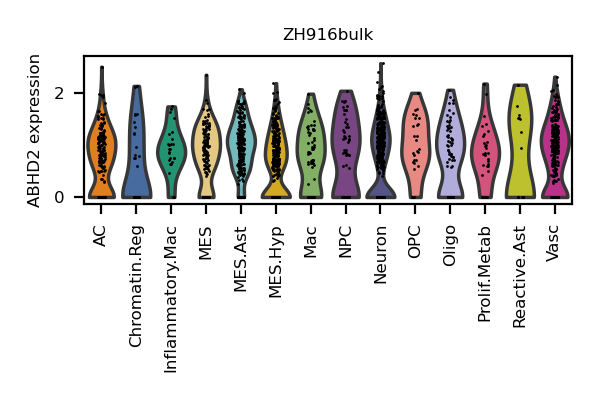 ZH916bulk
ABHD2 expression
2
0
AC
Chromatin.Reg
Inflammatory.Mac
MES
MES.Ast
MES.Hyp
Mac
NPC
Neuron
OPC
Oligo
Prolif.Metab
Reactive.Ast
Vasc